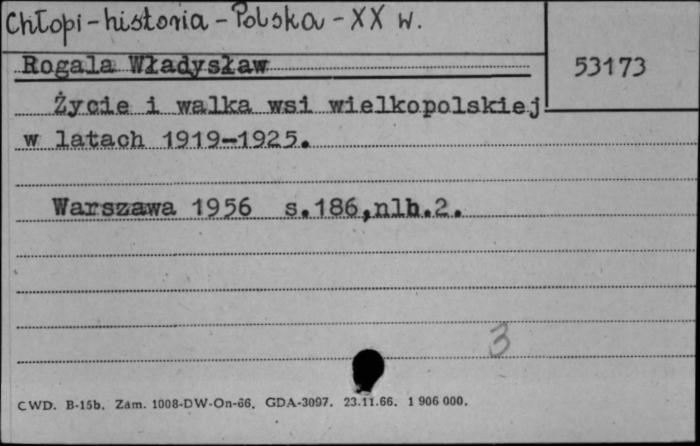 Chłopi-historia-Polska-XX w.
Rogala Władysław
53173
Życie i walka wsi wielkopolskiej
w latach 1919-1925.
Warszawa 1956 s.186,nlb.2.
3
CWD. B-15b. Zam. 1008-DW-On-66. GDA-3097. 23.11.66. 1 906 000.